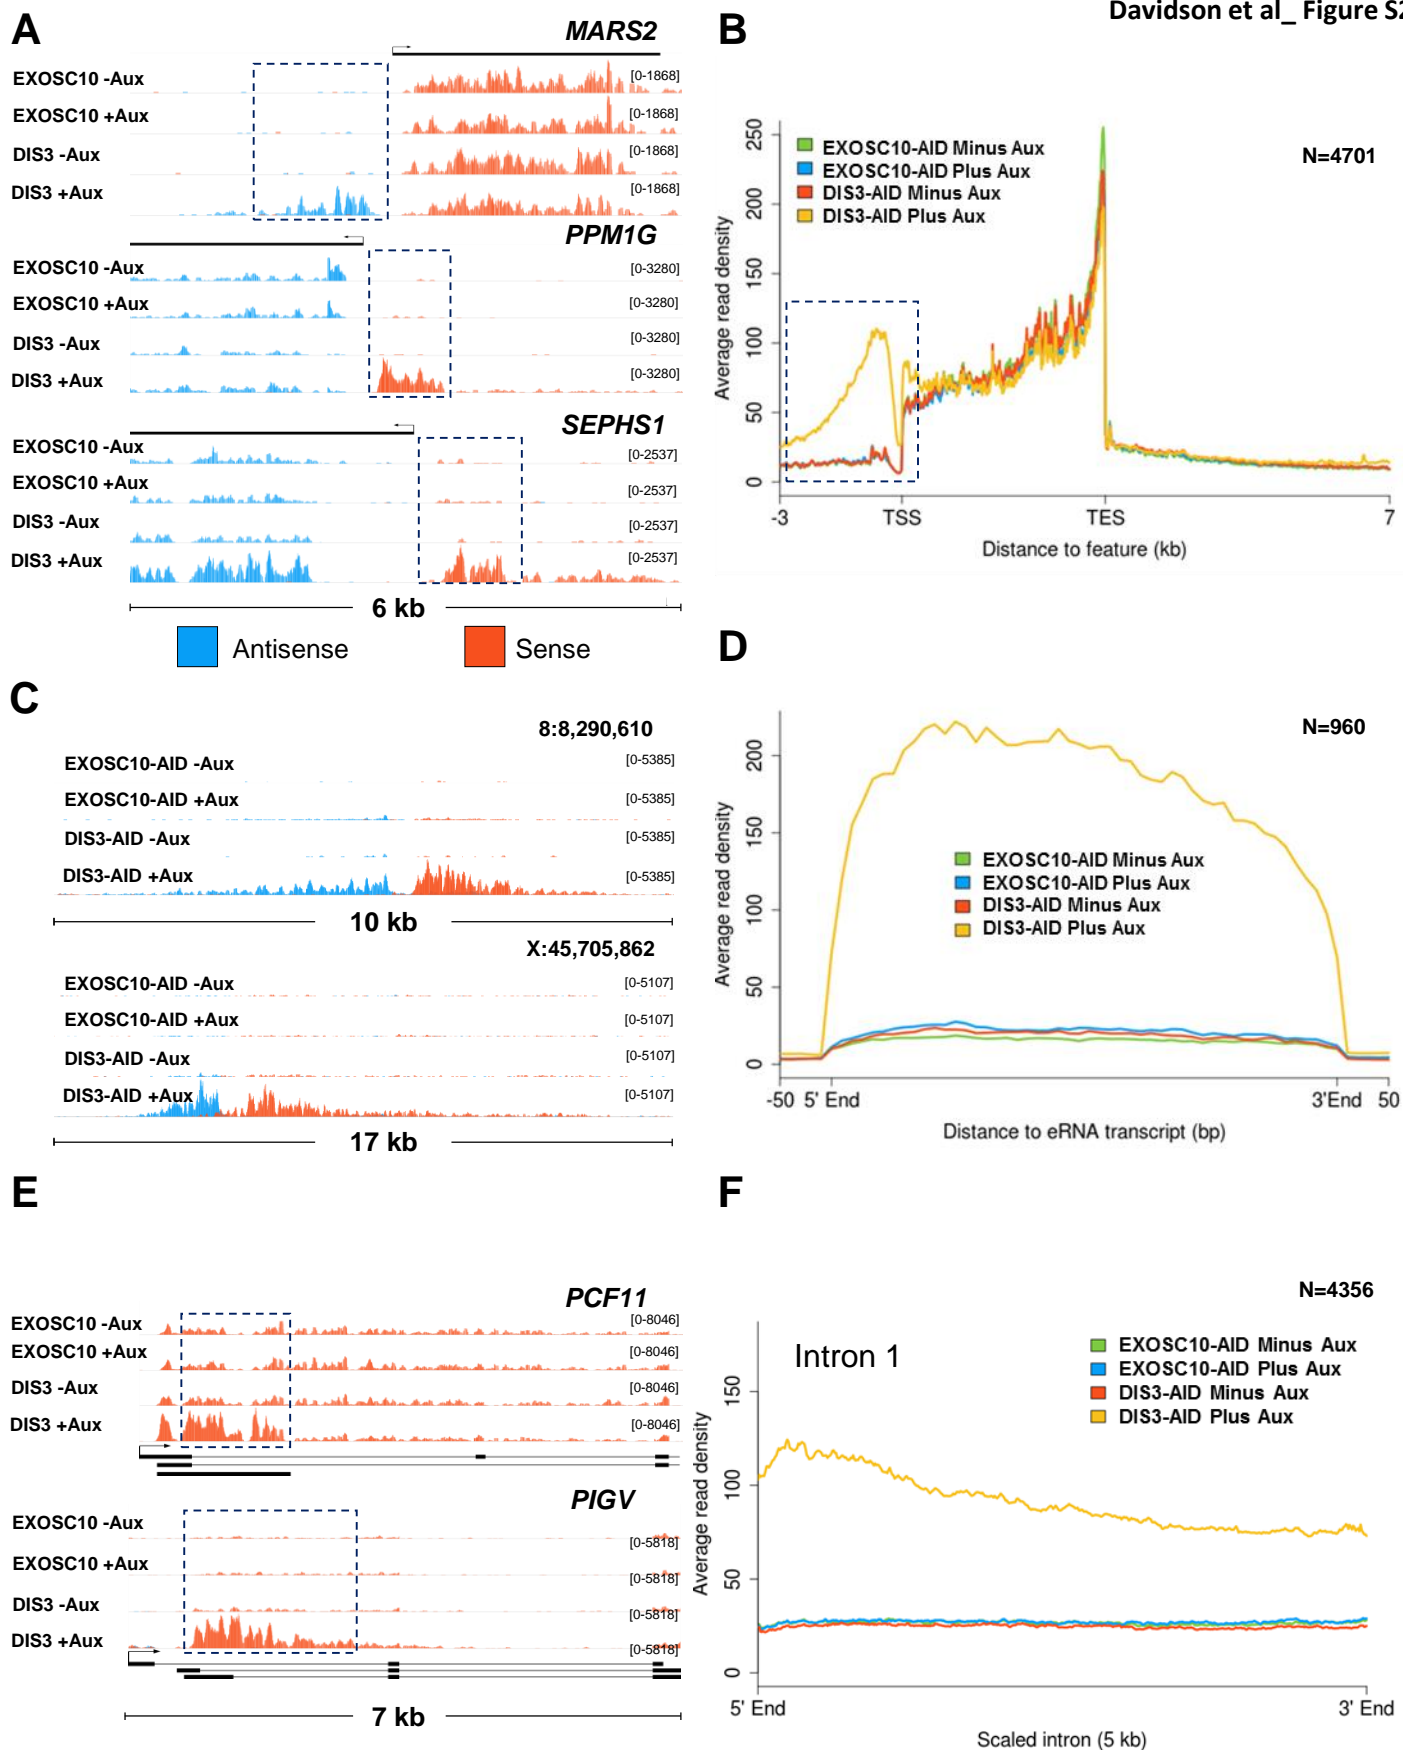 Davidson et al_ Figure S2
A
MARS2
EXOSC10 -Aux
[0-1868]
EXOSC10 +Aux
[0-1868]
DIS3 -Aux
[0-1868]
DIS3 +Aux
[0-1868]
PPM1G
EXOSC10 -Aux
[0-3280]
EXOSC10 +Aux
[0-3280]
DIS3 -Aux
[0-3280]
DIS3 +Aux
[0-3280]
SEPHS1
EXOSC10 -Aux
[0-2537]
EXOSC10 +Aux
[0-2537]
DIS3 -Aux
[0-2537]
DIS3 +Aux
[0-2537]
6 kb
Antisense
Sense
B
EXOSC10-AID Minus Aux
EXOSC10-AID Plus Aux
DIS3-AID Minus Aux
DIS3-AID Plus Aux
N=4701
Average read density
250
200
150
100
50
0
-3
TSS
TES
7
Distance to feature (kb)
C
8:8,290,610
EXOSC10-AID -Aux
[0-5385]
EXOSC10-AID +Aux
[0-5385]
DIS3-AID -Aux
[0-5385]
DIS3-AID +Aux
[0-5385]
10 kb
X:45,705,862
EXOSC10-AID -Aux
[0-5107]
EXOSC10-AID +Aux
[0-5107]
DIS3-AID -Aux
[0-5107]
DIS3-AID +Aux
[0-5107]
17 kb
D
N=960
Average read density
200
150
100
50
0
EXOSC10-AID Minus Aux
EXOSC10-AID Plus Aux
DIS3-AID Minus Aux
DIS3-AID Plus Aux
-50
5' End
3'End
50
Distance to eRNA transcript (bp)
E
PCF11
EXOSC10 -Aux
[0-8046]
EXOSC10 +Aux
[0-8046]
DIS3 -Aux
[0-8046]
DIS3 +Aux
[0-8046]
PIGV
EXOSC10 -Aux
[0-5818]
EXOSC10 +Aux
[0-5818]
DIS3 -Aux
[0-5818]
DIS3 +Aux
[0-5818]
7 kb
F
N=4356
Intron 1
EXOSC10-AID Minus Aux
EXOSC10-AID Plus Aux
DIS3-AID Minus Aux
DIS3-AID Plus Aux
Average read density
150
100
50
0
5' End
3' End
Scaled intron (5 kb)